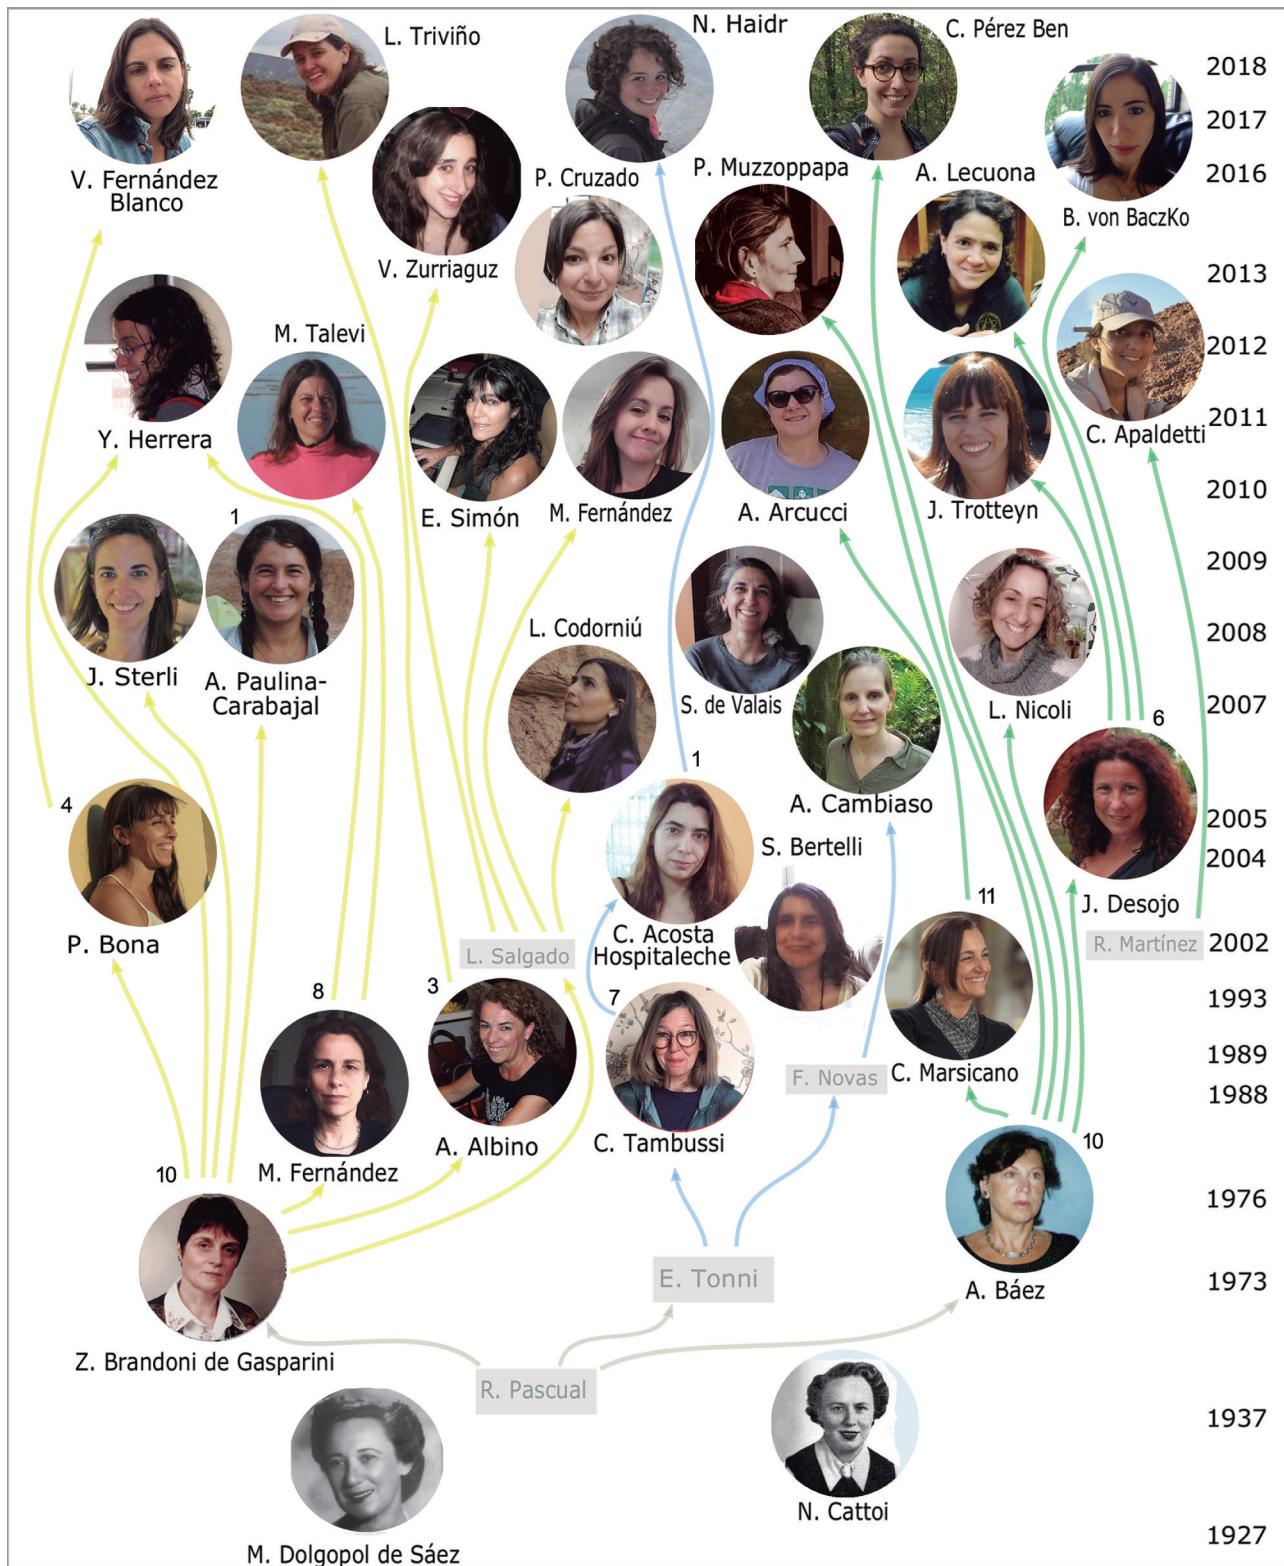 L. Triviño
N. Haidr
C. Pérez Ben
2018
2017
V. Fernández
Blanco
P. Cruzado
P. Muzzoppapa
A. Lecuona
2016
B. von BaczKo
V. Zurriaguz
2013
M. Talevi
2012
Y. Herrera
C. Apaldetti
2011
E. Simón
M. Fernández
A. Arcucci
J. Trotteyn
2010
1
2009
L. Codorniú
2008
J. Sterli
A. Paulina-
Carabajal
S. de Valais
L. Nicoli
2007
6
1
4
A. Cambiaso
2005
S. Bertelli
2004
11
J. Desojo
P. Bona
L. Salgado
C. Acosta
Hospitaleche
R. Martínez
2002
8
3
7
1993
1989
F. Novas
C. Marsicano
1988
A. Albino
C. Tambussi
10
M. Fernández
10
1976
E. Tonni
1973
A. Báez
Z. Brandoni de Gasparini
R. Pascual
1937
N. Cattoi
1927
M. Dolgopol de Sáez